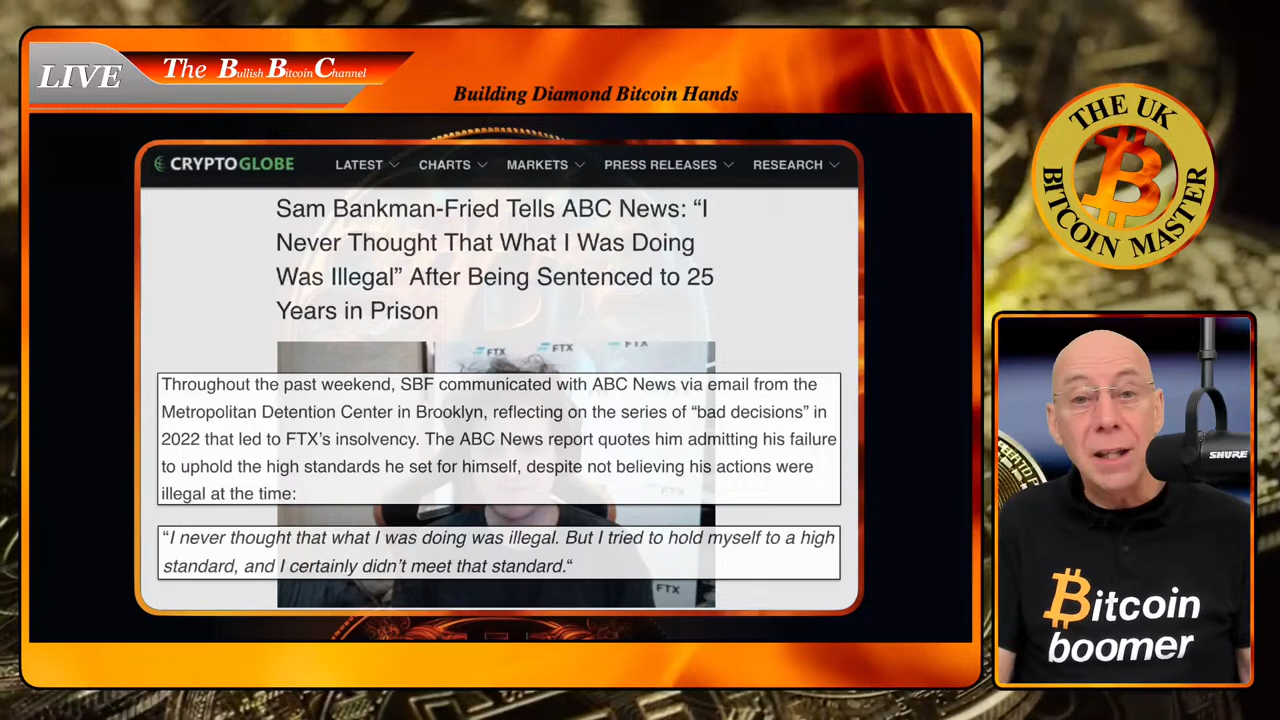 LIVE
The Bullish Bitcoin Channel
Building Diamond Bitcoin Hands
CRYPTOGLOBE
LATEST
CHARTS
MARKETS
PRESS RELEASES
RESEARCH
Sam Bankman-Fried Tells ABC News: “I
Never Thought That What I Was Doing
Was Illegal” After Being Sentenced to 25
Years in Prison
FTX
FTX
FTX
Throughout the past weekend, SBF communicated with ABC News via email from the
Metropolitan Detention Center in Brooklyn, reflecting on the series of “bad decisions” in
2022 that led to FTX’s insolvency. The ABC News report quotes him admitting his failure
to uphold the high standards he set for himself, despite not believing his actions were
illegal at the time:
“I never thought that what I was doing was illegal. But I tried to hold myself to a high
standard, and I certainly didn’t meet that standard.“
FTX
THE UK
BITCOIN MASTER
SHURE
Bitcoin
boomer